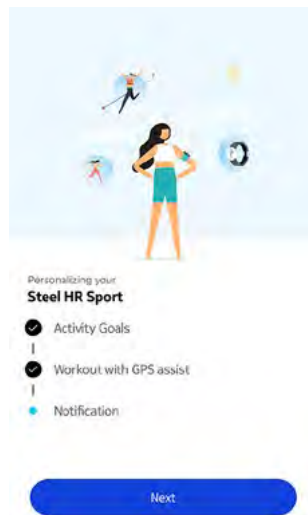 Personalizing your
Steel HR Sport
Activity Goals
Workout with GPS assist
Notification
Next